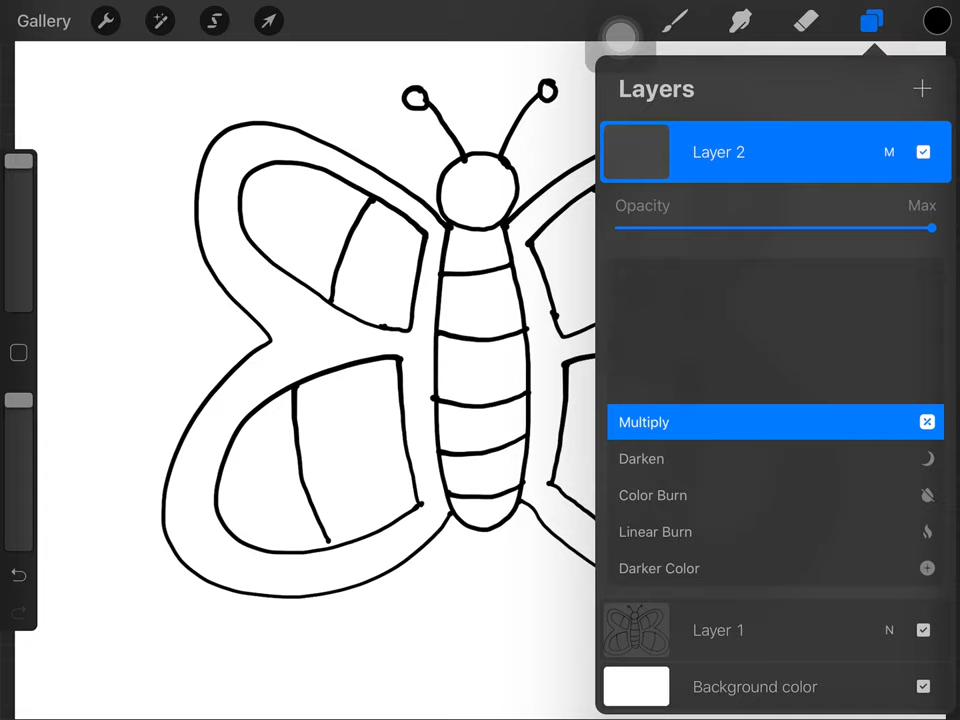 Gallery
Layers
Layer 2 M
Opacity Max
Multiply
Darken
Color Burn
Linear Burn
Darker Color
Layer 1 N
Background color